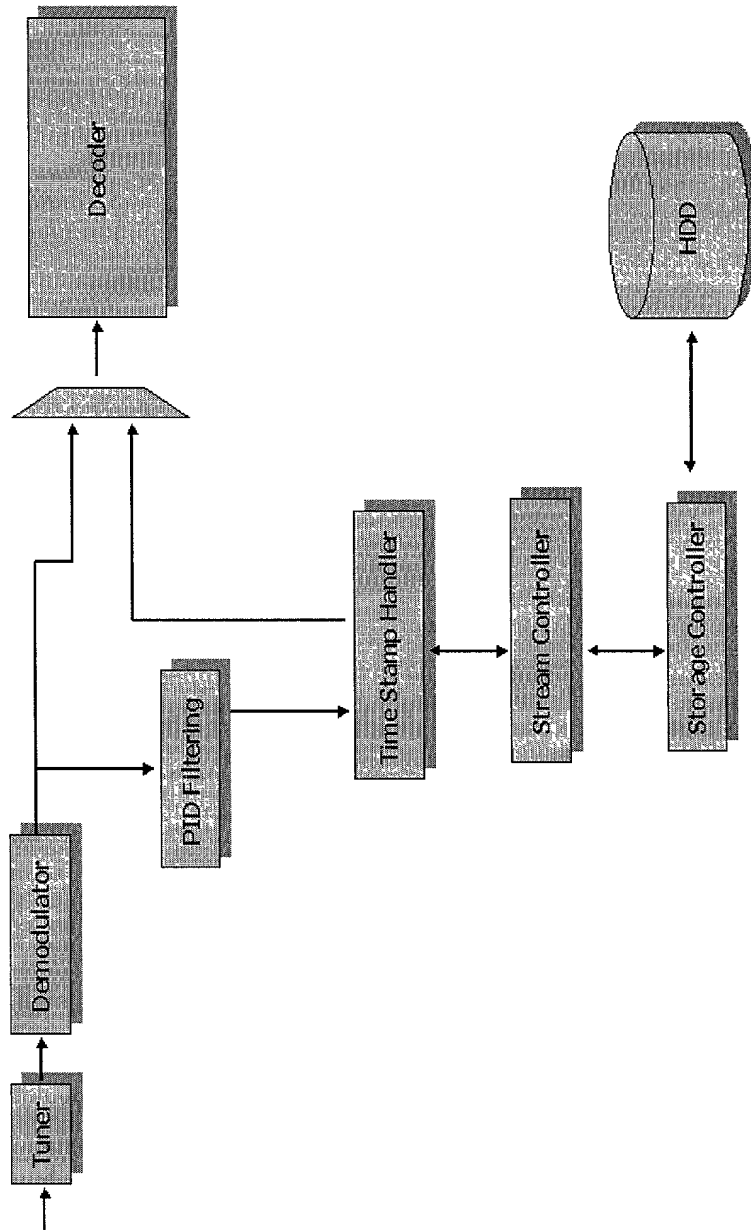 Tuner
Demodulator
Decoder
PID Filtering
Time Stamp Handler
Stream Controller
Storage Controller
HDD